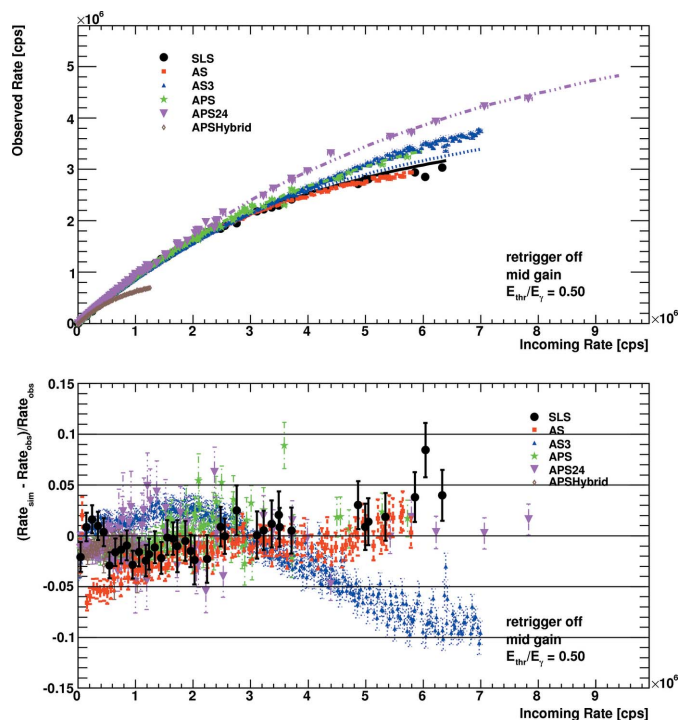 ×10⁶
Observed Rate [cps]
5
4
3
2
1
0
SLS
AS
AS3
APS
APS24
APSHybrid
retrigger off
mid gain
E_thr/E_γ = 0.50
0 1 2 3 4 5 6 7 8 9
×10⁶
Incoming Rate [cps]
(Rate_sim - Rate_obs)/Rate_obs
0.15
0.1
0.05
0
-0.05
-0.1
-0.15
SLS
AS
AS3
APS
APS24
APSHybrid
retrigger off
mid gain
E_thr/E_γ = 0.50
0 1 2 3 4 5 6 7 8 9
×10⁶
Incoming Rate [cps]